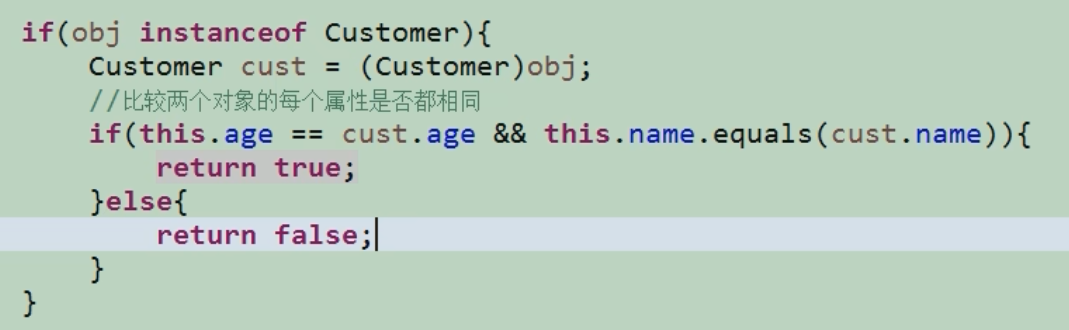 if(obj instanceof Customer){
    Customer cust = (Customer)obj;
    //比较两个对象的每个属性是否都相同
    if(this.age == cust.age && this.name.equals(cust.name)){
        return true;
    }else{
        return false;
    }
}